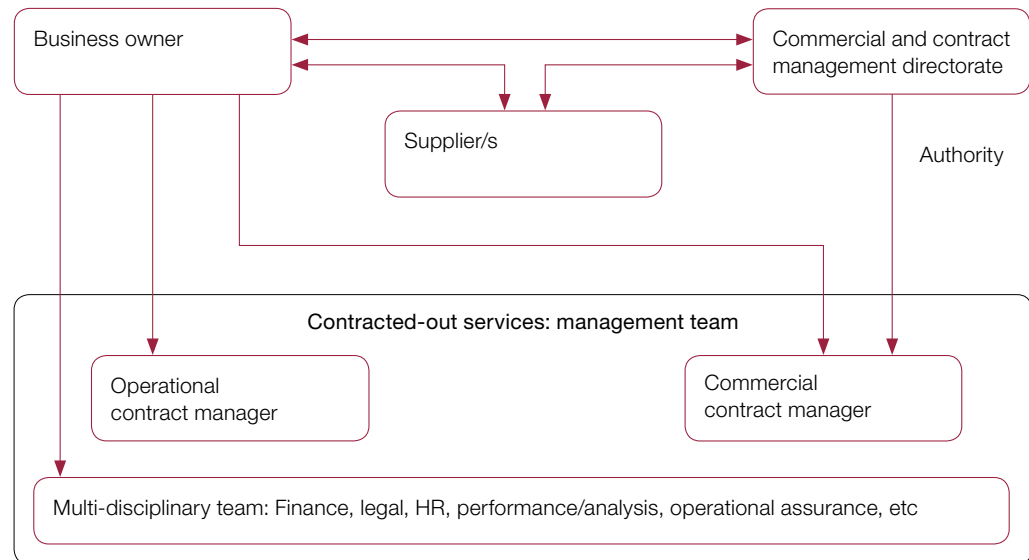 Business owner
Commercial and contract
management directorate
Supplier/s
Authority
Contracted-out services: management team
Operational
contract manager
Commercial
contract manager
Multi-disciplinary team: Finance, legal, HR, performance/analysis, operational assurance, etc